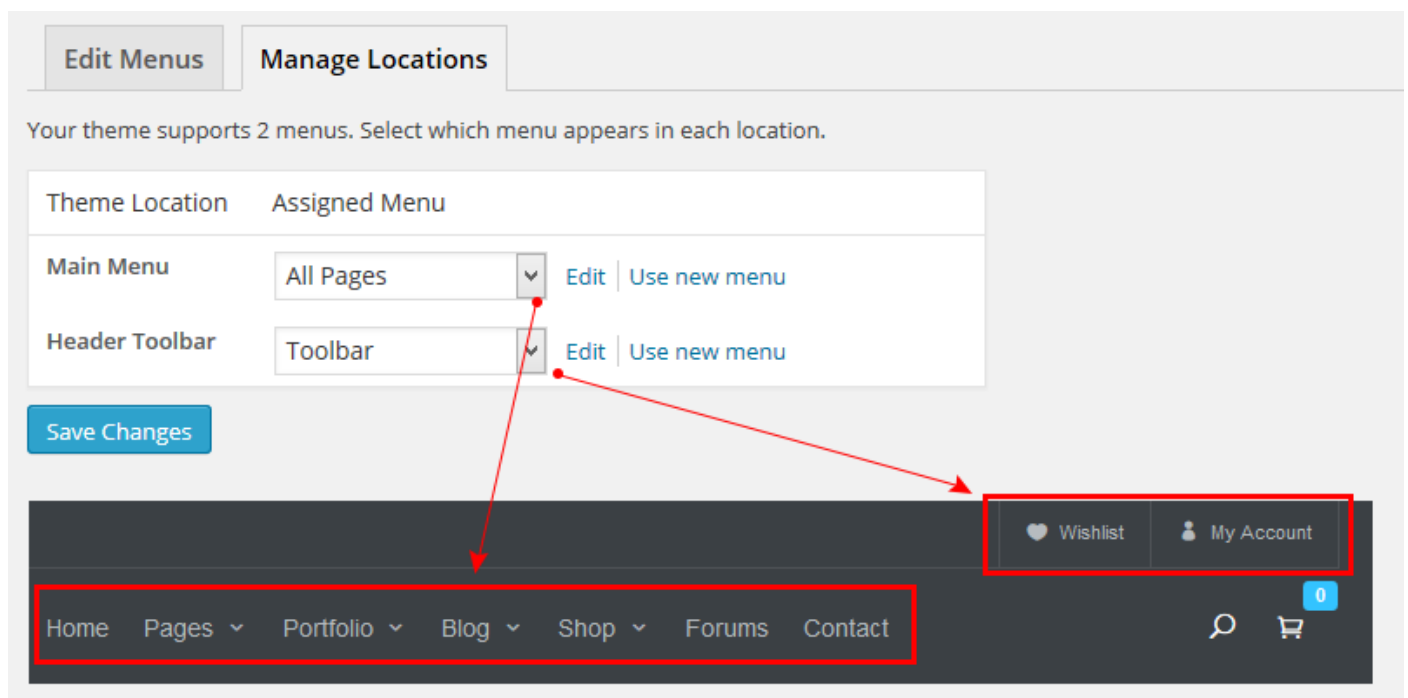 Edit Menus Manage Locations
Your theme supports 2 menus. Select which menu appears in each location.
Theme Location Assigned Menu
Main Menu All Pages Edit Use new menu
Header Toolbar Toolbar Edit Use new menu
Save Changes
Wishlist My Account
0
Home Pages Portfolio Blog Shop Forums Contact